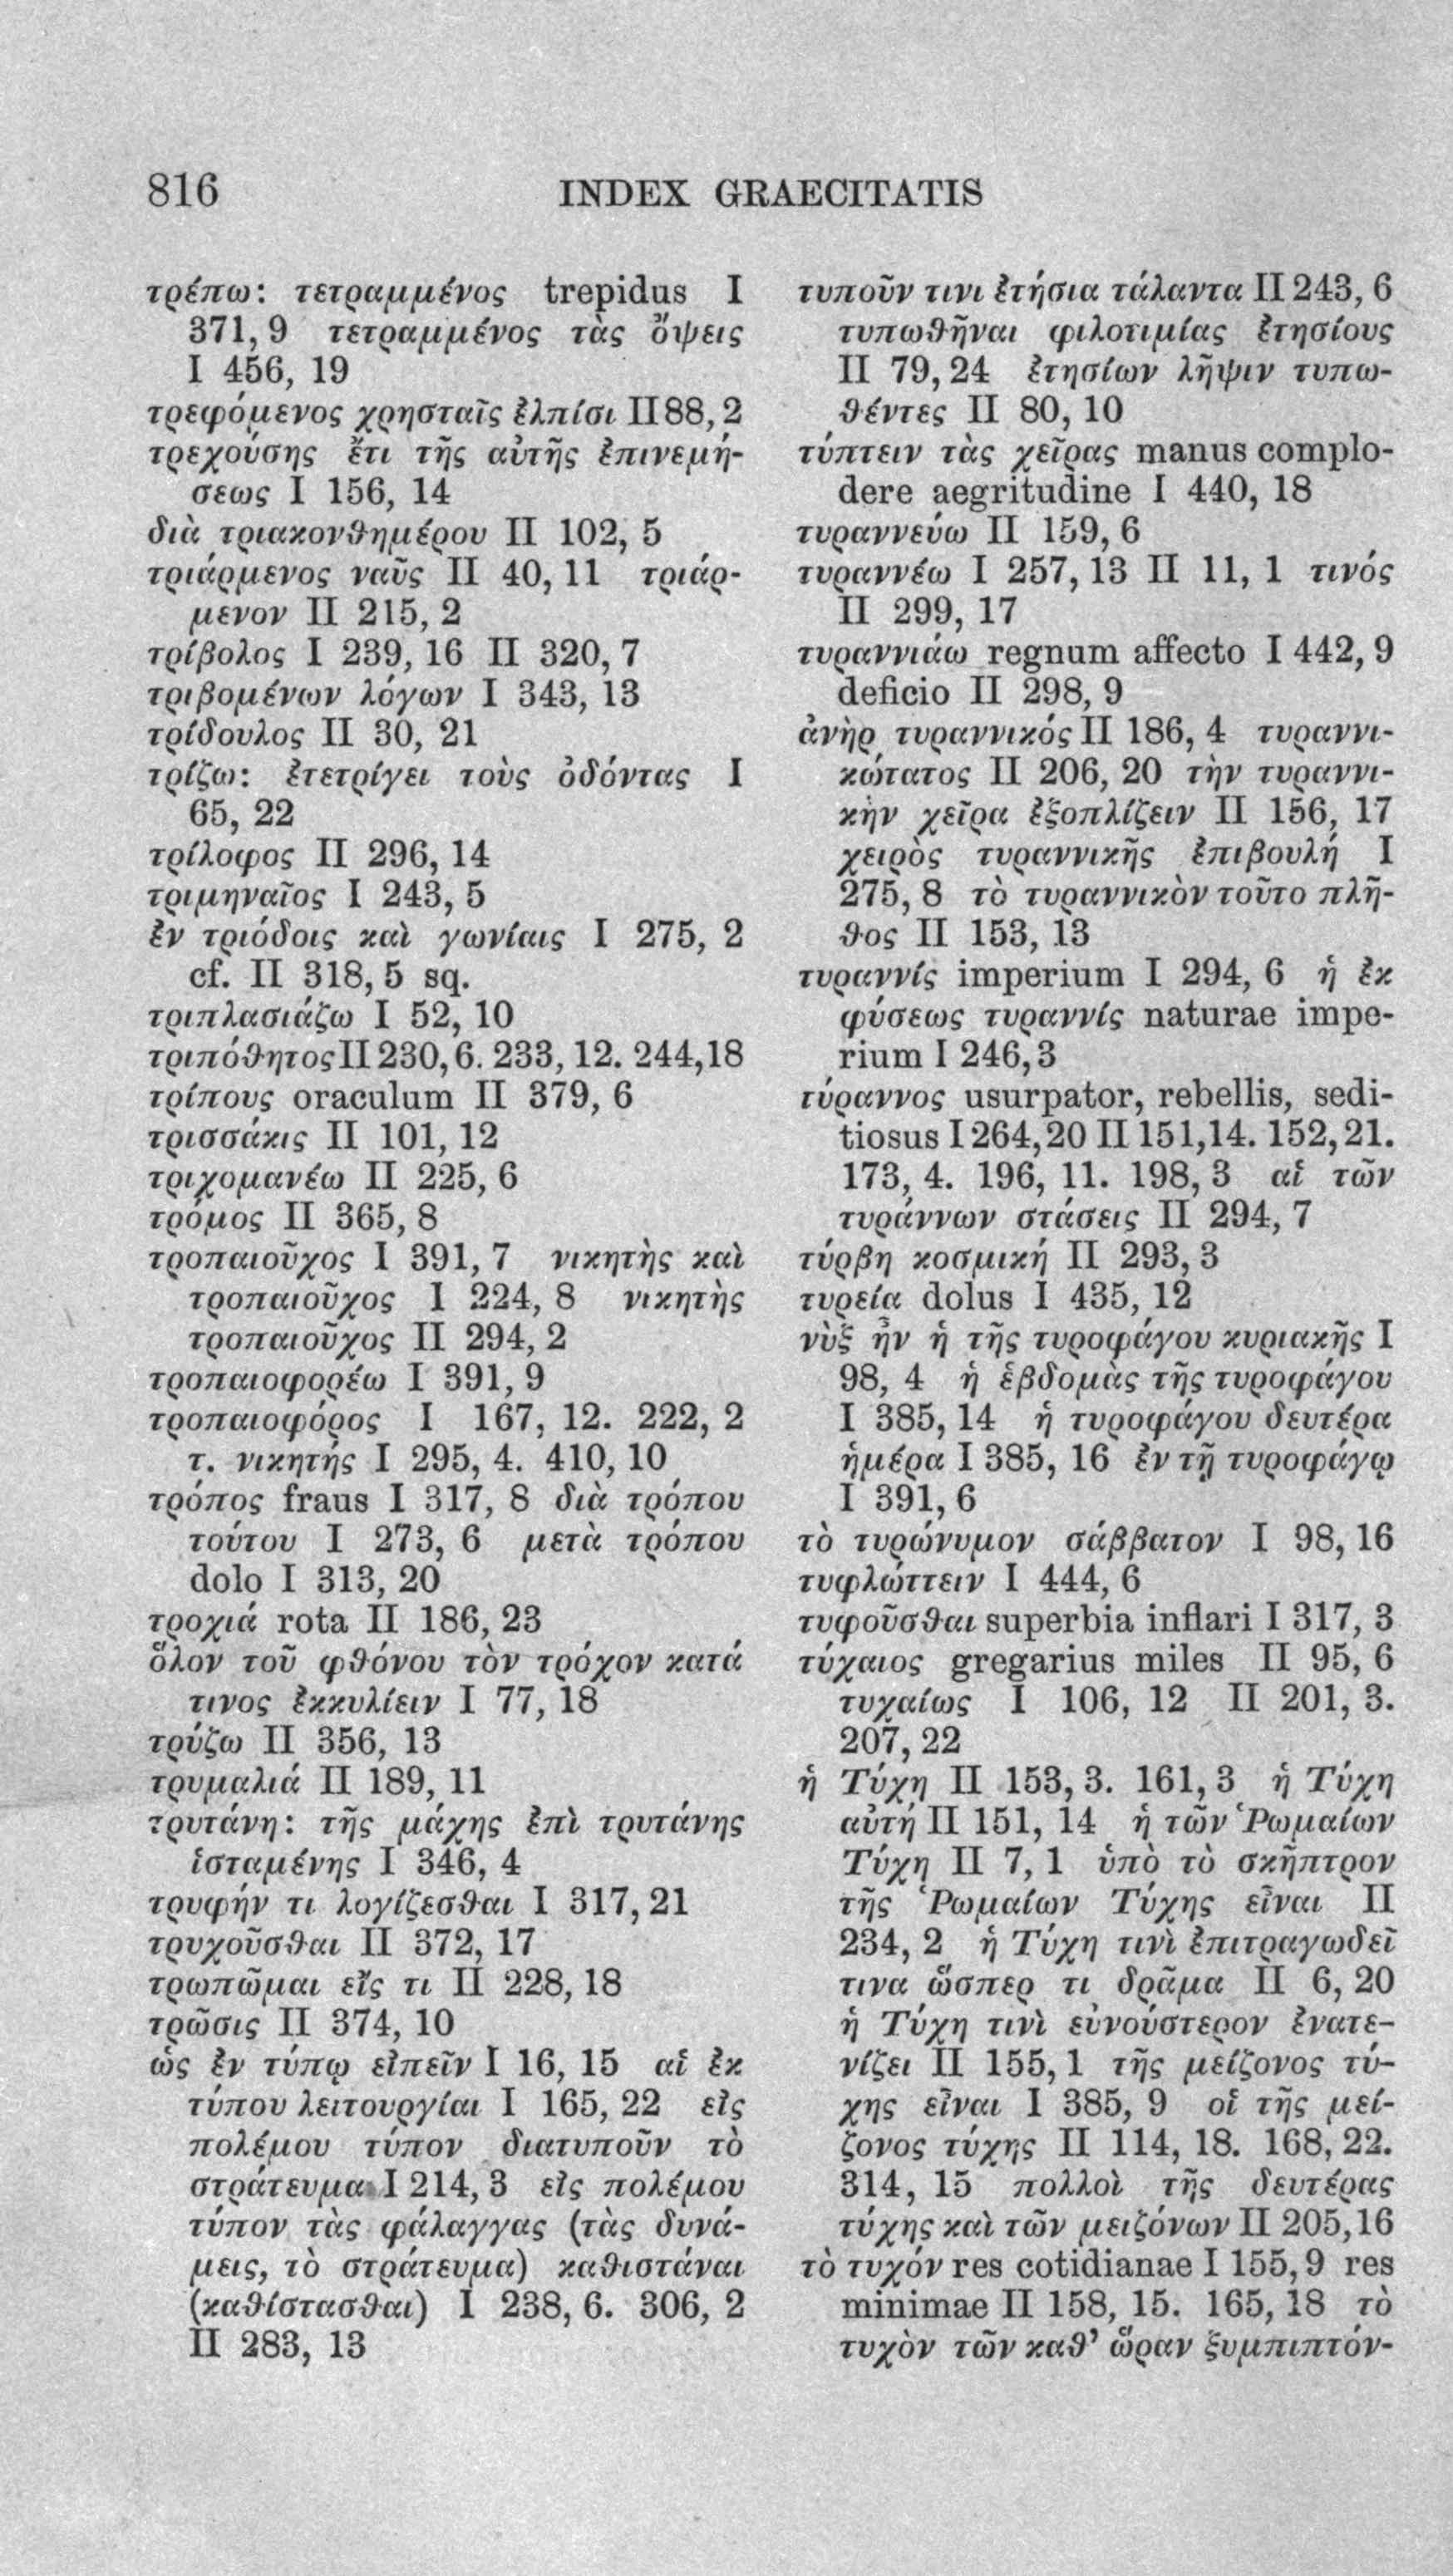 816
INDEX GRAECITATIS
τρέπω: τετραμμένος trepidus I
371, 9 τετραμμένος τὰς ὄψεις
I 456, 19
τρεφόμενος χρησταῖς ἐλπίσι II 88, 2
τρεχούσης ἔτι τῆς αὐτῆς ἐπινεμή-
σεως I 156, 14
διὰ τριακονθημέρου II 102, 5
τριάρμενος ναῦς II 40, 11 τριάρ-
μενον II 215, 2
τρίβολος I 239, 16 II 320, 7
τριβομένων λόγων I 343, 13
τρίδουλος II 30, 21
τρίζω: ἐτετρίγει τοὺς ὀδόντας I
65, 22
τρίλοφος II 296, 14
τριμηναῖος I 243, 5
ἐν τριόδοις καὶ γωνίαις I 275, 2
cf. II 318, 5 sq.
τριπλασιάζω I 52, 10
τριπόθητος II 230, 6. 233, 12. 244, 18
τρίπους oraculum II 379, 6
τρισσάκις II 101, 12
τριχομανέω II 225, 6
τρόμος II 365, 8
τροπαιοῦχος I 391, 7 νικητὴς καὶ
τροπαιοῦχος I 224, 8 νικητὴς
τροπαιοῦχος II 294, 2
τροπαιοφορέω I 391, 9
τροπαιοφόρος I 167, 12. 222, 2
τ. νικητής I 295, 4. 410, 10
τρόπος fraus I 317, 8 διὰ τρόπου
τούτου I 273, 6 μετὰ τρόπου
dolo I 313, 20
τροχιά rota II 186, 23
ὅλον τοῦ φθόνου τὸν τρόχον κατά
τινος ἐκκυλίειν I 77, 18
τρύζω II 356, 13
τρυμαλιά II 189, 11
τρυτάνη: τῆς μάχης ἐπὶ τρυτάνης
ἱσταμένης I 346, 4
τρυφήν τι λογίζεσθαι I 317, 21
τρυχοῦσθαι II 372, 17
τρωπῶμαι εἴς τι II 228, 18
τρῶσις II 374, 10
ὡς ἐν τύπῳ εἰπεῖν I 16, 15 αἱ ἐκ
τύπου λειτουργίαι I 165, 22 εἰς
πολέμου τύπον διατυποῦν τὸ
στράτευμα I 214, 3 εἰς πολέμου
τύπον τὰς φάλαγγας (τὰς δυνά-
μεις, τὸ στράτευμα) καθιστάναι
(καθίστασθαι) I 238, 6. 306, 2
II 283, 13
τυποῦν τινι ἐτήσια τάλαντα II 243, 6
τυπωθῆναι φιλοτιμίας ἐτησίους
II 79, 24 ἐτησίων λῆψιν τυπω-
θέντες II 80, 10
τύπτειν τὰς χεῖρας manus complo-
dere aegritudine I 440, 18
τυραννεύω II 159, 6
τυραννέω I 257, 13 II 11, 1 τινός
II 299, 17
τυραννιάω regnum affecto I 442, 9
deficio II 298, 9
ἀνὴρ τυραννικός II 186, 4 τυραννι-
κώτατος II 206, 20 τὴν τυραννι-
κὴν χεῖρα ἐξοπλίζειν II 156, 17
χειρὸς τυραννικῆς ἐπιβουλή I
275, 8 τὸ τυραννικὸν τοῦτο πλῆ-
θος II 153, 13
τυραννίς imperium I 294, 6 ἡ ἐκ
φύσεως τυραννίς naturae impe-
rium I 246, 3
τύραννος usurpator, rebellis, sedi-
tiosus I 264, 20 II 151, 14. 152, 21.
173, 4. 196, 11. 198, 3 αἱ τῶν
τυράννων στάσεις II 294, 7
τύρβη κοσμική II 293, 3
τυρεία dolus I 435, 12
νὺξ ἦν ἡ τῆς τυροφάγου κυριακῆς I
98, 4 ἡ ἑβδομὰς τῆς τυροφάγου
I 385, 14 ἡ τυροφάγου δευτέρα
ἡμέρα I 385, 16 ἐν τῇ τυροφάγῳ
I 391, 6
τὸ τυρώνυμον σάββατον I 98, 16
τυφλώττειν I 444, 6
τυφοῦσθαι superbia inflari I 317, 3
τύχαιος gregarius miles II 95, 6
τυχαίως I 106, 12 II 201, 3.
207, 22
ἡ Τύχη II 153, 3. 161, 3 ἡ Τύχη
αὐτή II 151, 14 ἡ τῶν Ῥωμαίων
Τύχη II 7, 1 ὑπὸ τὸ σκῆπτρον
τῆς Ῥωμαίων Τύχης εἶναι II
234, 2 ἡ Τύχη τινὶ ἐπιτραγωδεῖ
τινα ὥσπερ τι δρᾶμα II 6, 20
ἡ Τύχη τινὶ εὐνούστερον ἐνατε-
νίζει II 155, 1 τῆς μείζονος τύ-
χης εἶναι I 385, 9 οἱ τῆς μεί-
ζονος τύχης II 114, 18. 168, 22.
314, 15 πολλοὶ τῆς δευτέρας
τύχης καὶ τῶν μειζόνων II 205, 16
τὸ τυχόν res cotidianae I 155, 9 res
minimae II 158, 15. 165, 18 τὸ
τυχὸν τῶν καθ’ ὥραν ξυμπιπτόν-